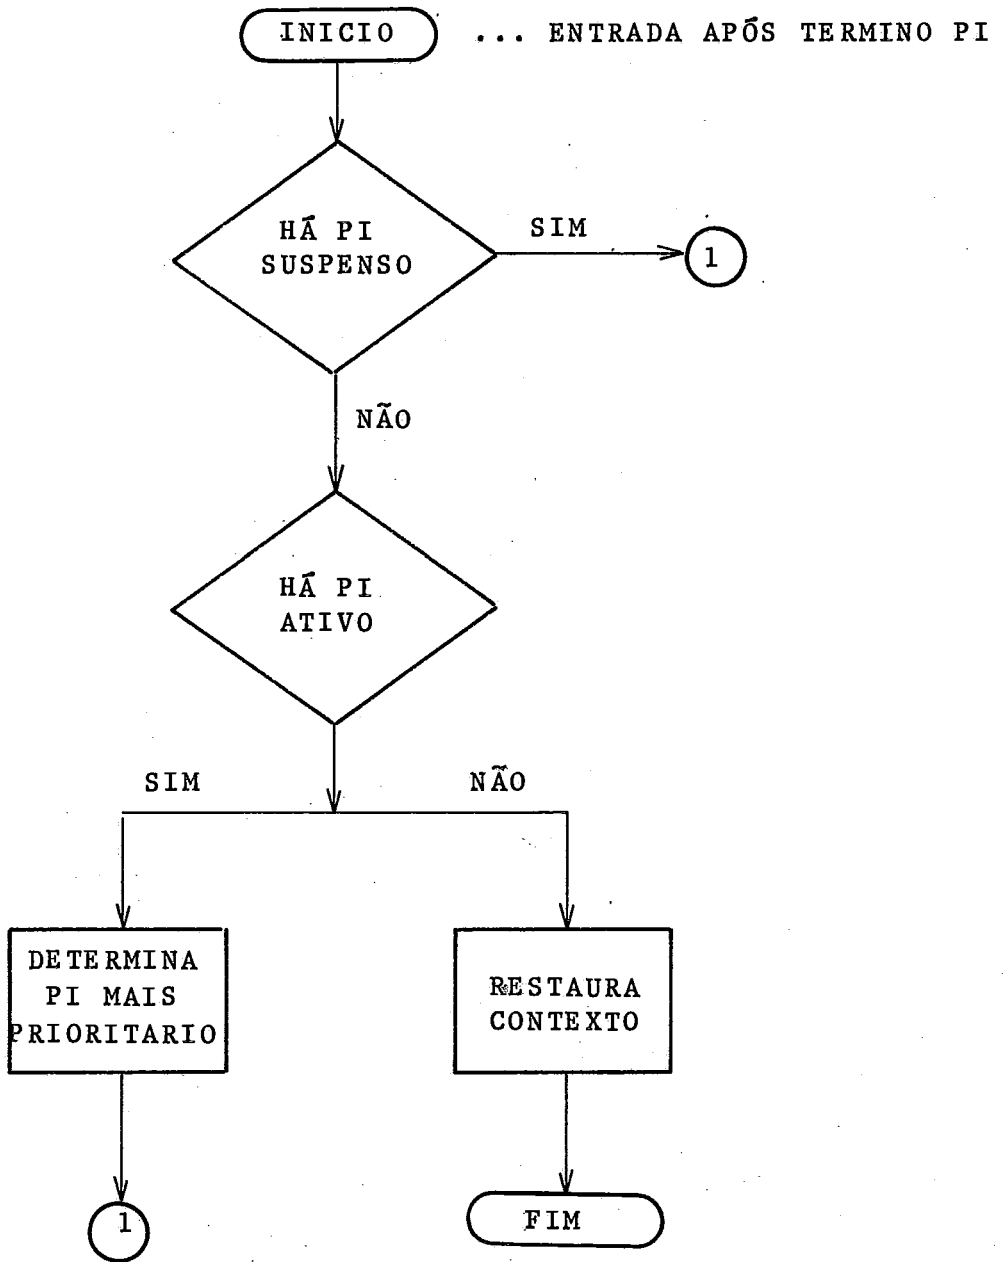 INICIO ... ENTRADA APÓS TERMINO PI
HÁ PI
SUSPENSO
SIM
1
NÃO
HÁ PI
ATIVO
SIM
NÃO
DETERMINA
PI MAIS
PRIORITARIO
RESTAURA
CONTEXTO
1
FIM